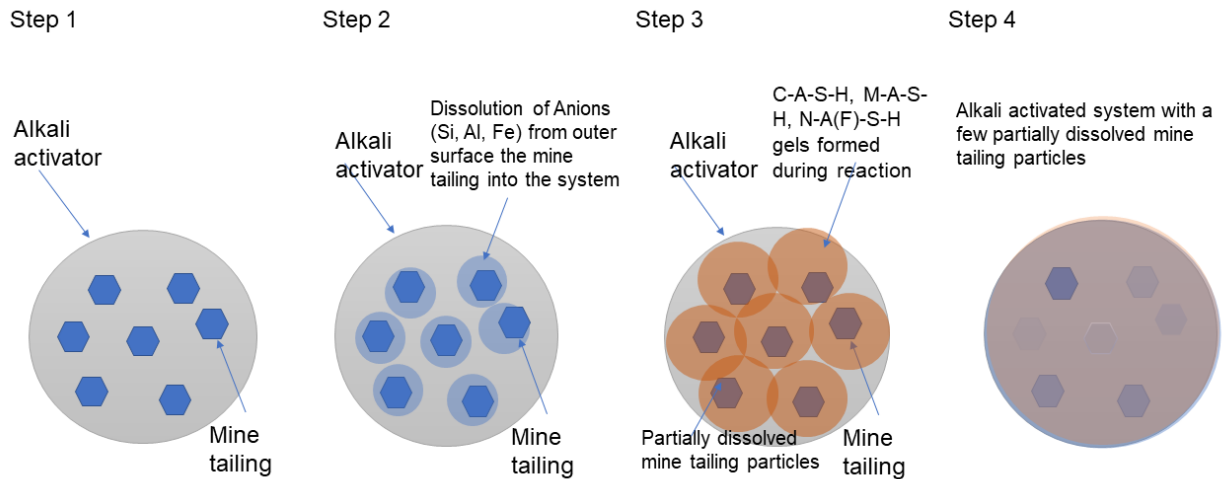 Step 1
Step 2
Step 3
Step 4
Alkali
activator
Mine
tailing
Alkali
activator
Dissolution of Anions
(Si, Al, Fe) from outer
surface the mine
tailing into the system
Mine
tailing
Alkali
activator
C-A-S-H, M-A-S-
H, N-A(F)-S-H
gels formed
during reaction
Partially dissolved
mine tailing particles
Mine
tailing
Alkali activated system with a
few partially dissolved mine
tailing particles